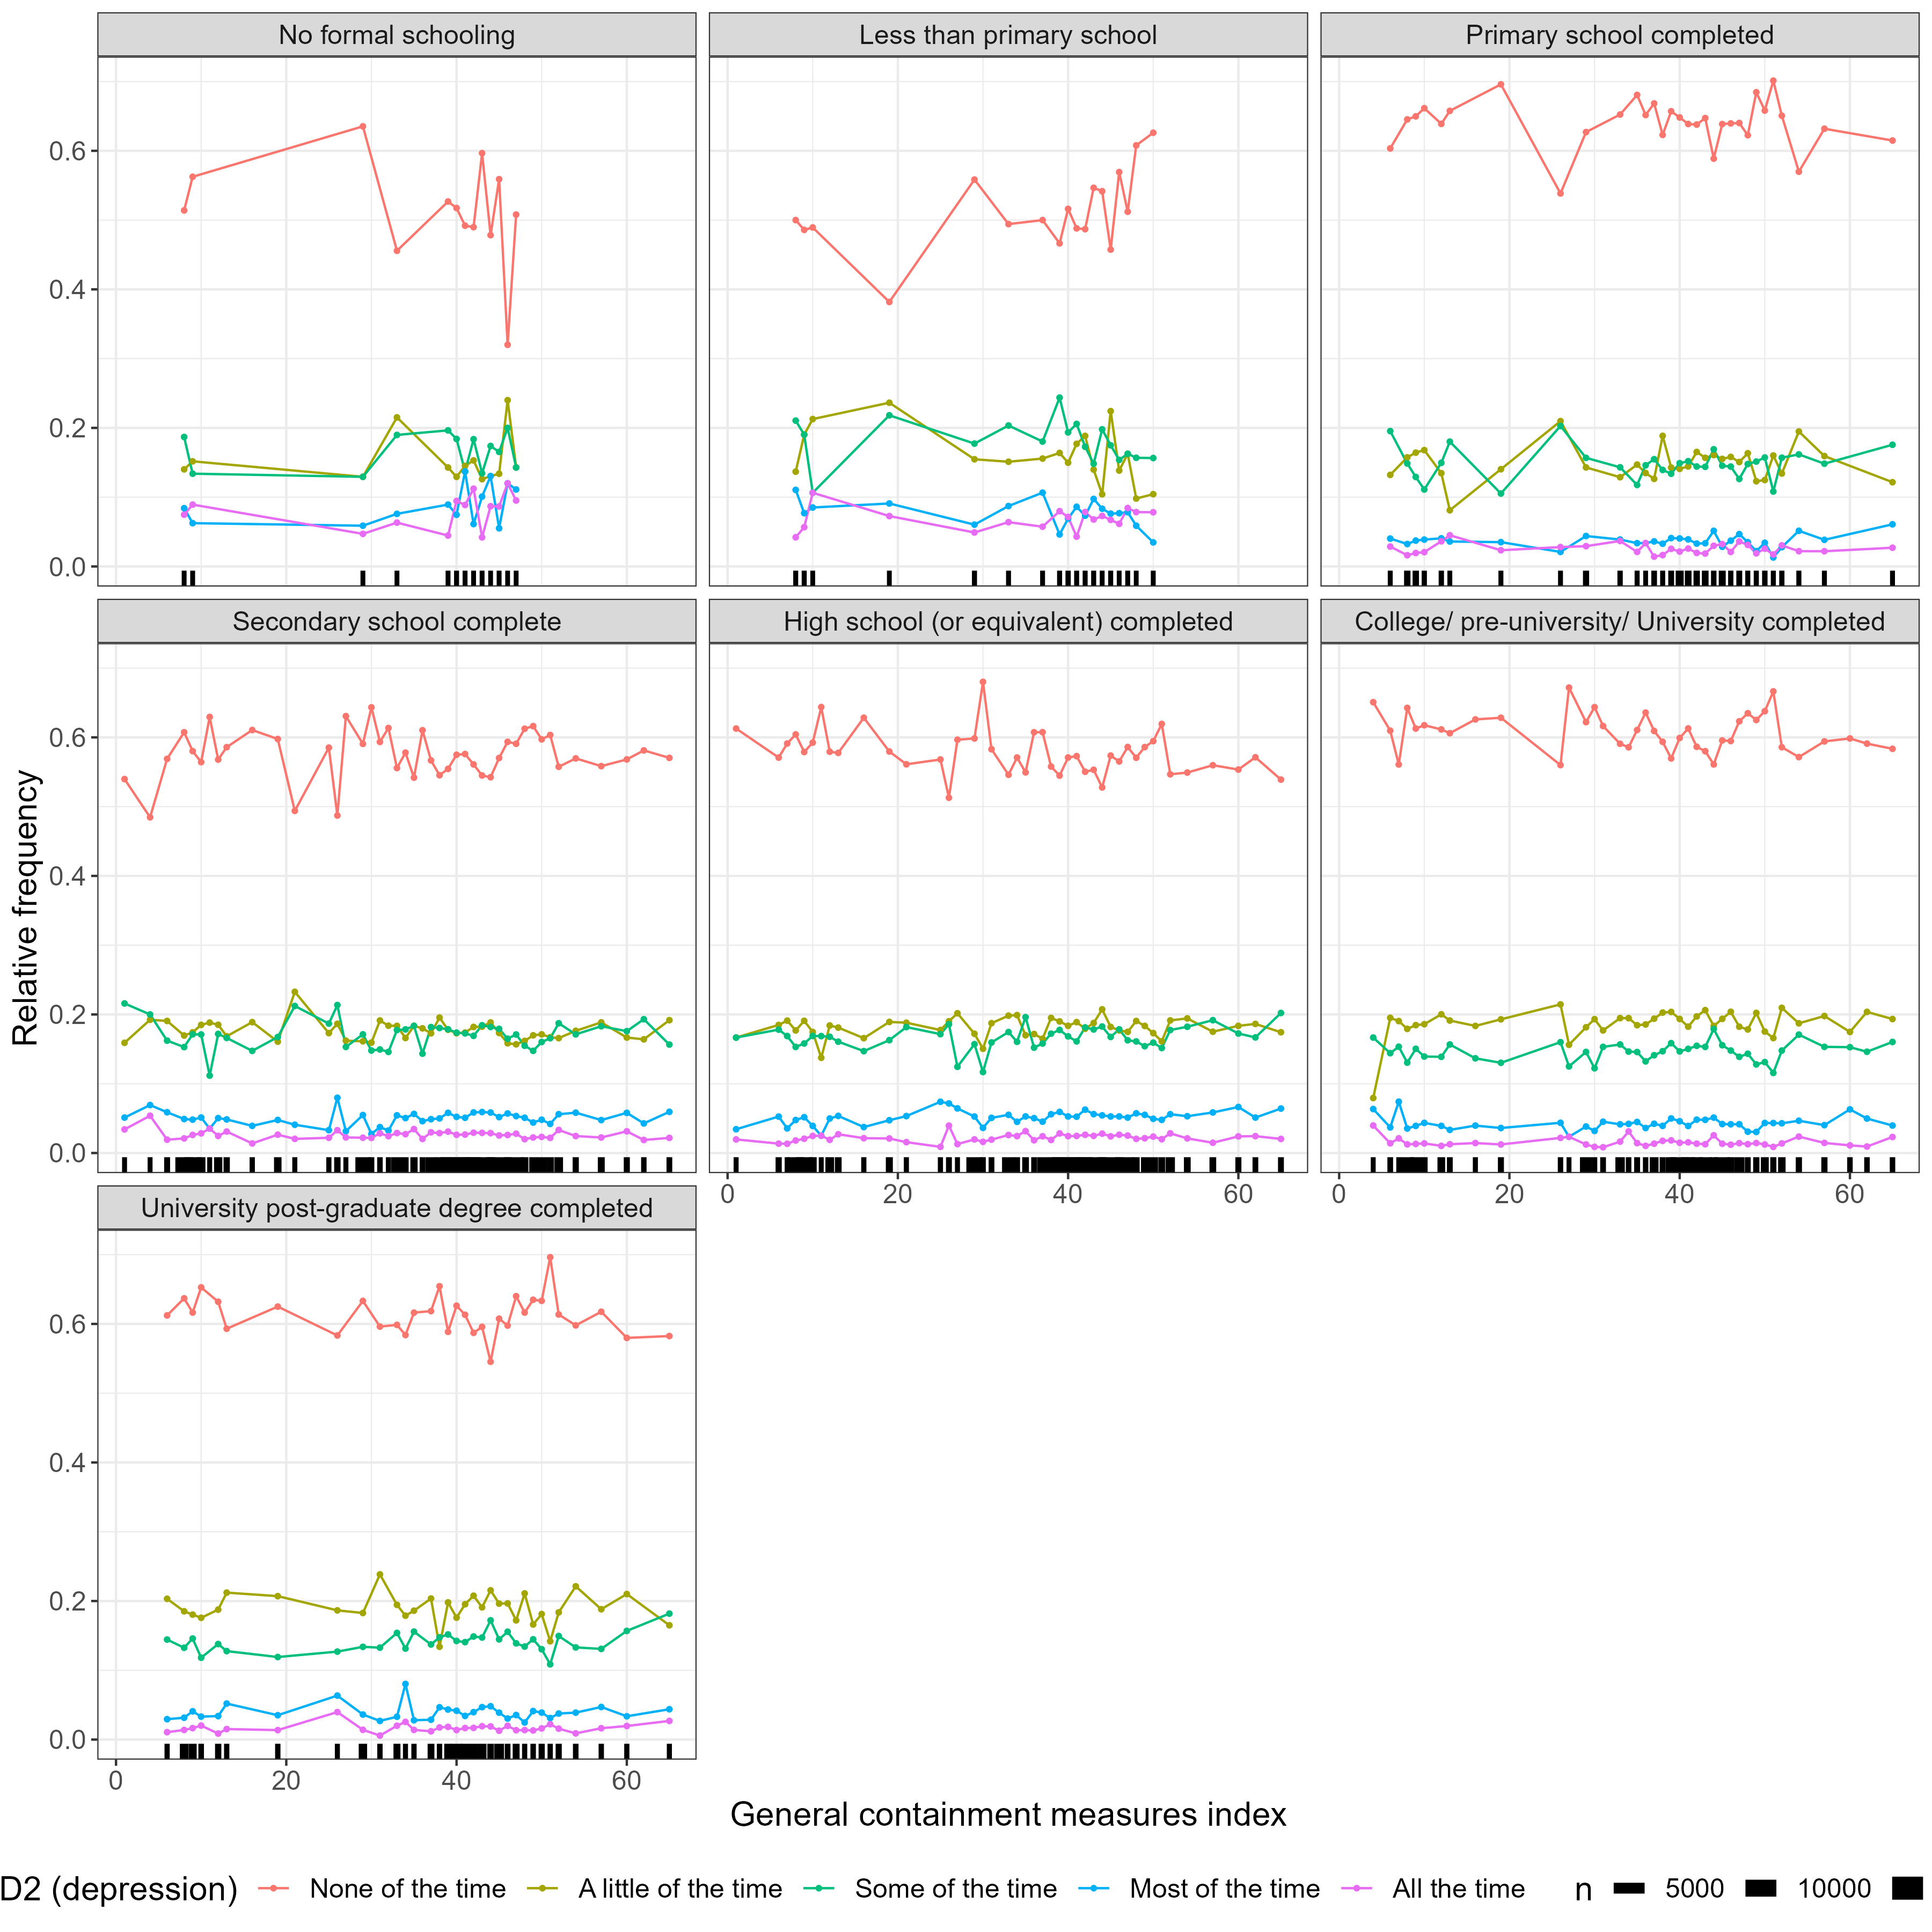 No formal schooling
Less than primary school
Primary school completed
0.6
0.4
0.2
0.0
Secondary school complete
High school (or equivalent) completed
College/ pre-university/ University completed
0.6
0.4
0.2
0.0
0 20 40 60
0 20 40 60
University post-graduate degree completed
0.6
0.4
0.2
0.0
0 20 40 60
Relative frequency
General containment measures index
D2 (depression) None of the time A little of the time Some of the time Most of the time All the time n 5000 10000